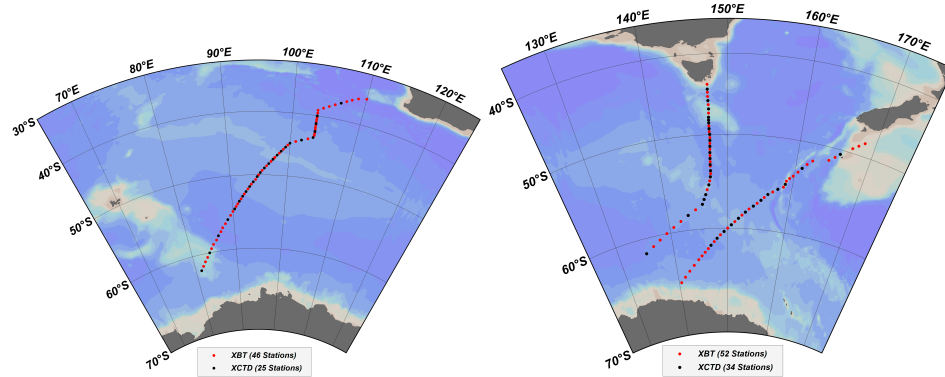 70°E
80°E
90°E
100°E
110°E
120°E
30°S
40°S
50°S
60°S
70°S
XBT (46 Stations)
XCTD (25 Stations)
130°E
140°E
150°E
160°E
170°E
40°S
50°S
60°S
70°S
XBT (52 Stations)
XCTD (34 Stations)